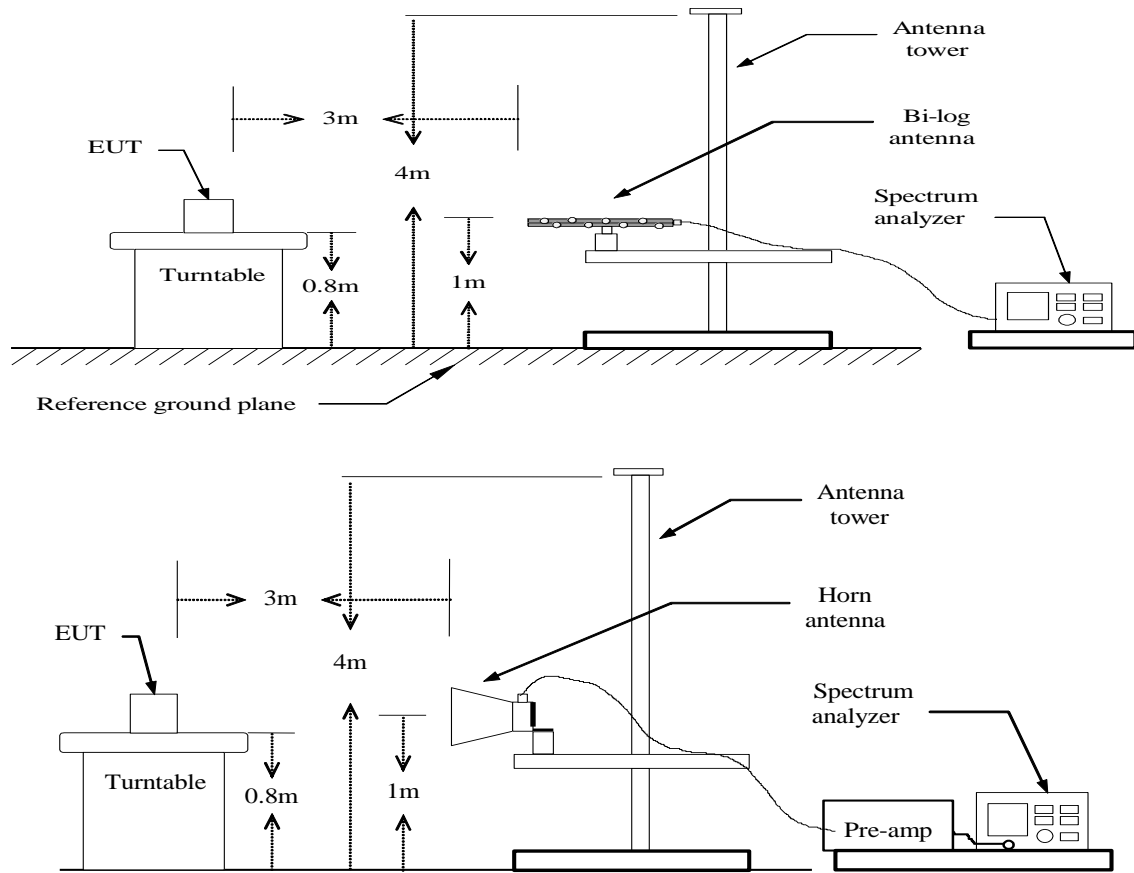 Antenna
tower
3m
Bi-log
antenna
EUT
4m
Spectrum
analyzer
Turntable
0.8m
1m
Reference ground plane
Antenna
tower
3m
Horn
antenna
EUT
4m
Spectrum
analyzer
Turntable
0.8m
1m
Pre-amp